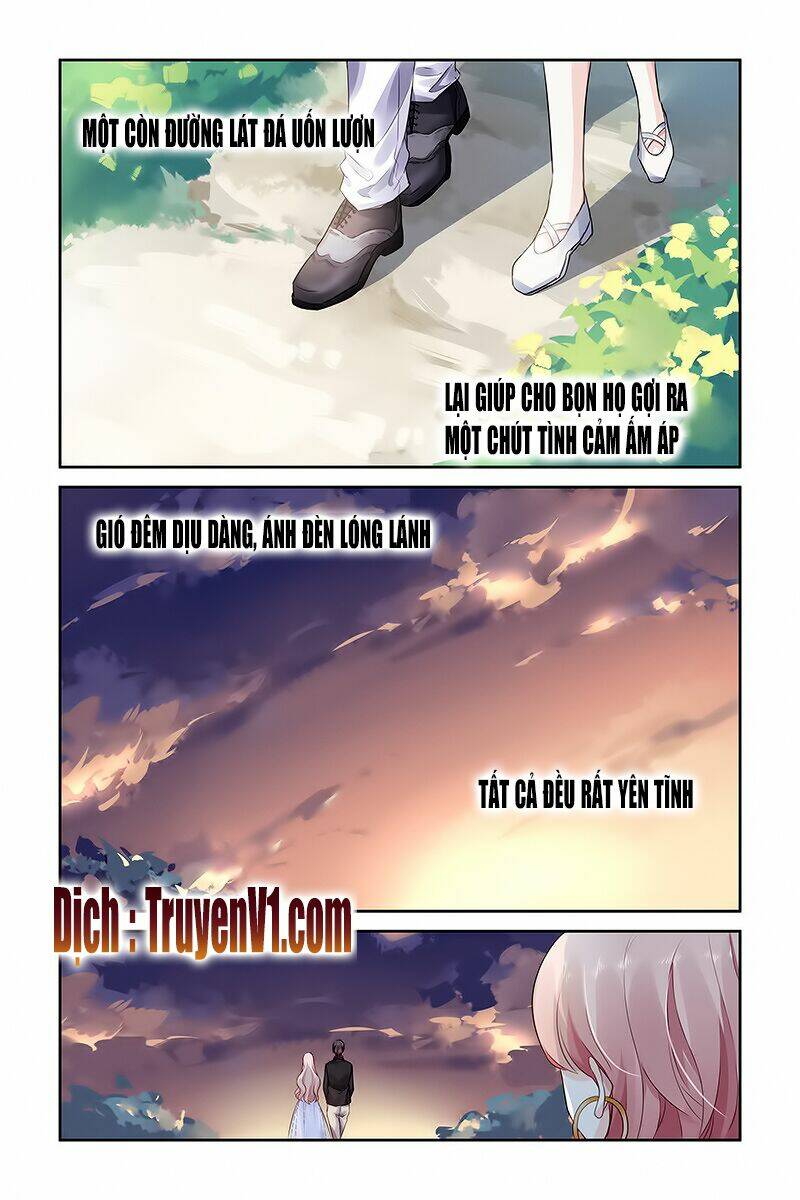 MỘT CÒN ĐƯỜNG LÁT ĐÁ UỐN LƯỢN
LẠI GIÚP CHO BỌN HỌ GỢI RA
MỘT CHÚT TÌNH CẢM ẤM ÁP
GIÓ ĐÊM DỊU DÀNG, ÁNH ĐÈN LÓNG LÁNH
TẤT CẢ ĐỀU RẤT YÊN TĨNH
Dịch : TruyenV1.com